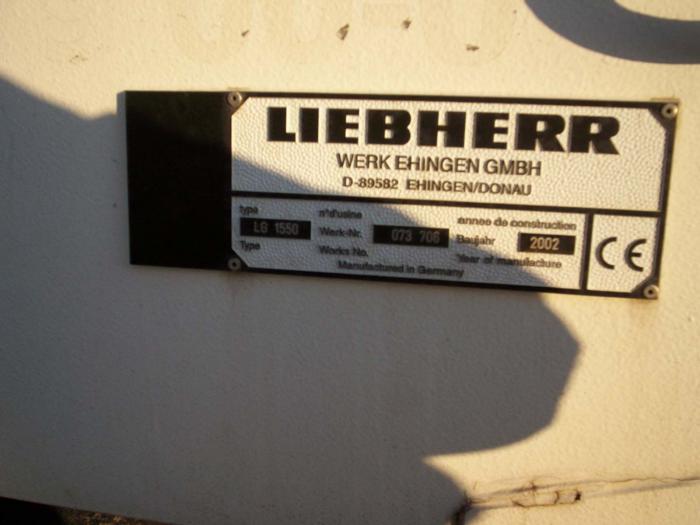 LIEBHERR
WERK EHINGEN GMBH
D-89582 EHINGEN/DONAU
type n°d'usine annee de construction
LG 1550 Werk-Nr. 073 706 Baujahr 2002
Type Works No. Year of manufacture
Manufactured in Germany
CE